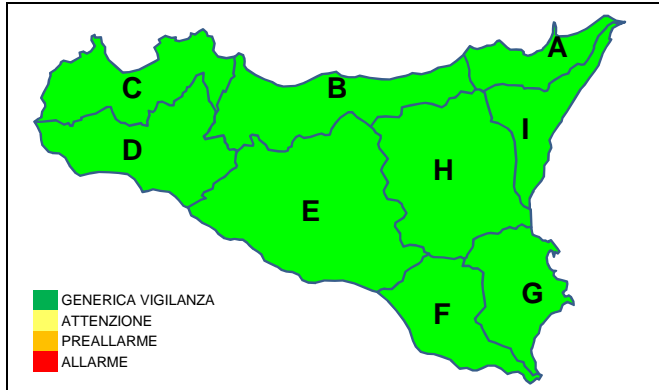 A
B
C
I
D
H
E
G
F
GENERICA VIGILANZA
ATTENZIONE
PREALLARME
ALLARME